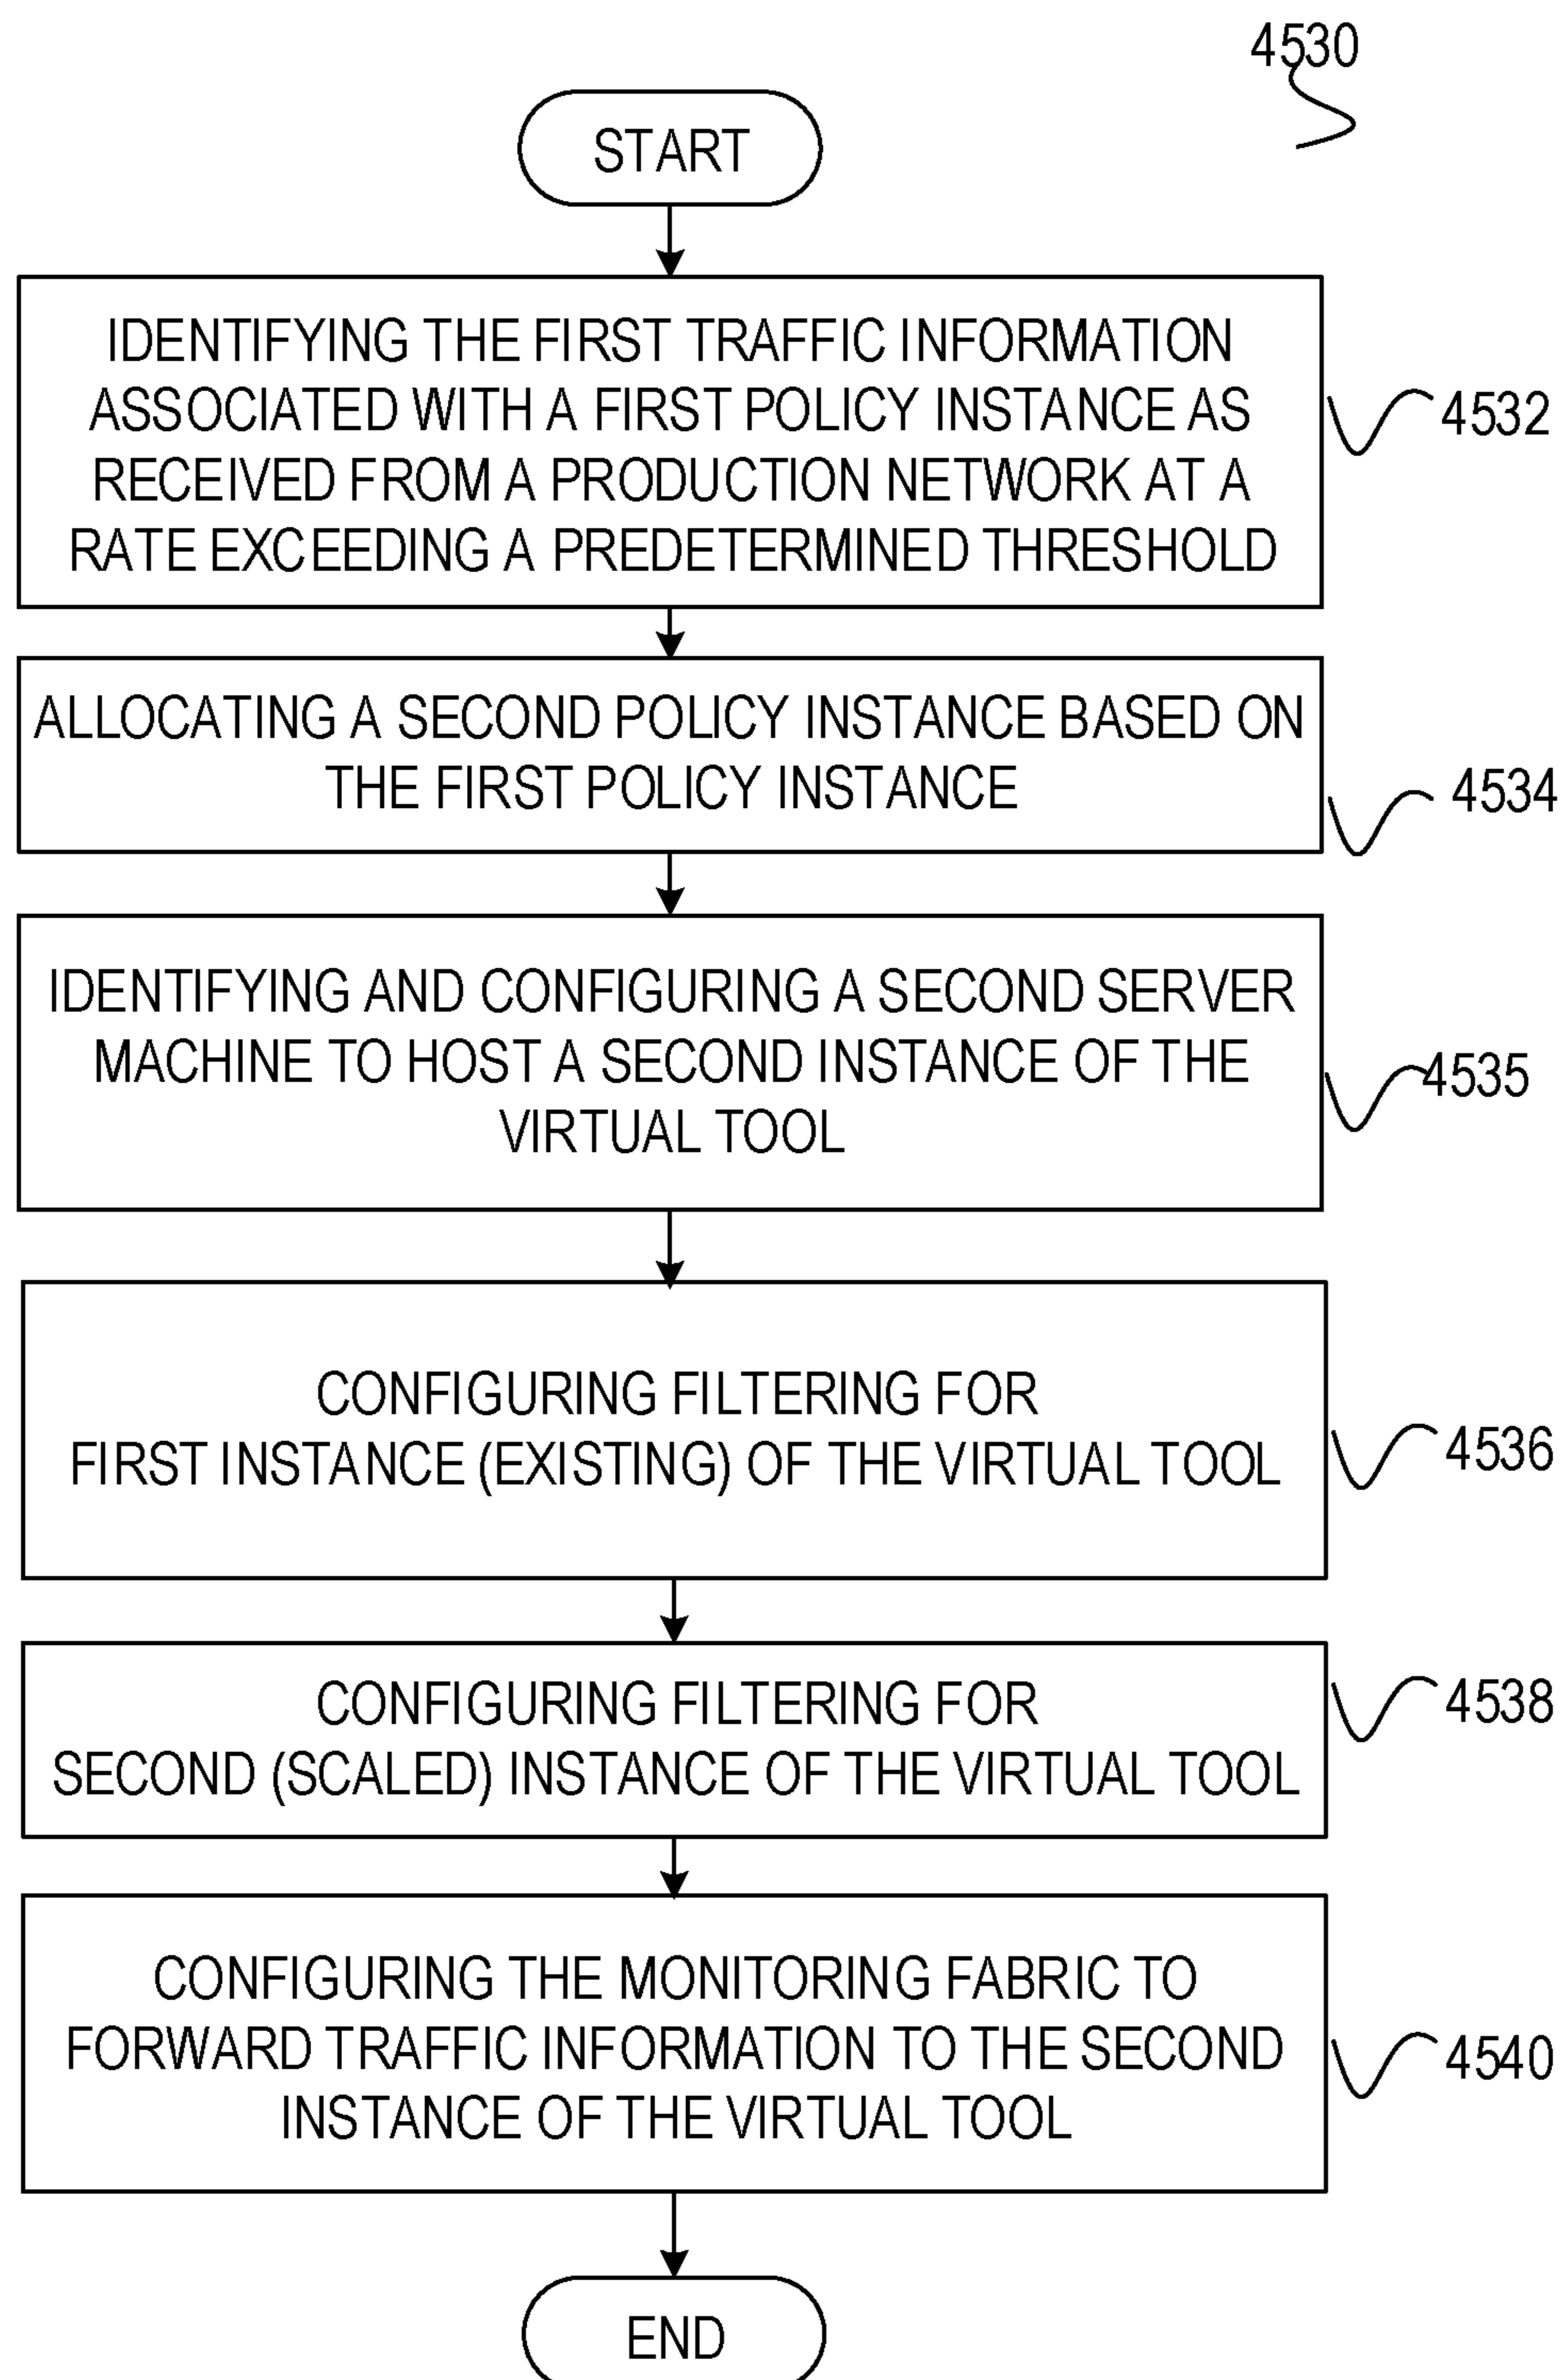 4530
START
IDENTIFYING THE FIRST TRAFFIC INFORMATION
ASSOCIATED WITH A FIRST POLICY INSTANCE AS
RECEIVED FROM A PRODUCTION NETWORK AT A
RATE EXCEEDING A PREDETERMINED THRESHOLD
4532
ALLOCATING A SECOND POLICY INSTANCE BASED ON
THE FIRST POLICY INSTANCE
4534
IDENTIFYING AND CONFIGURING A SECOND SERVER
MACHINE TO HOST A SECOND INSTANCE OF THE
VIRTUAL TOOL
4535
CONFIGURING FILTERING FOR
FIRST INSTANCE (EXISTING) OF THE VIRTUAL TOOL
4536
CONFIGURING FILTERING FOR
SECOND (SCALED) INSTANCE OF THE VIRTUAL TOOL
4538
CONFIGURING THE MONITORING FABRIC TO
FORWARD TRAFFIC INFORMATION TO THE SECOND
INSTANCE OF THE VIRTUAL TOOL
4540
END